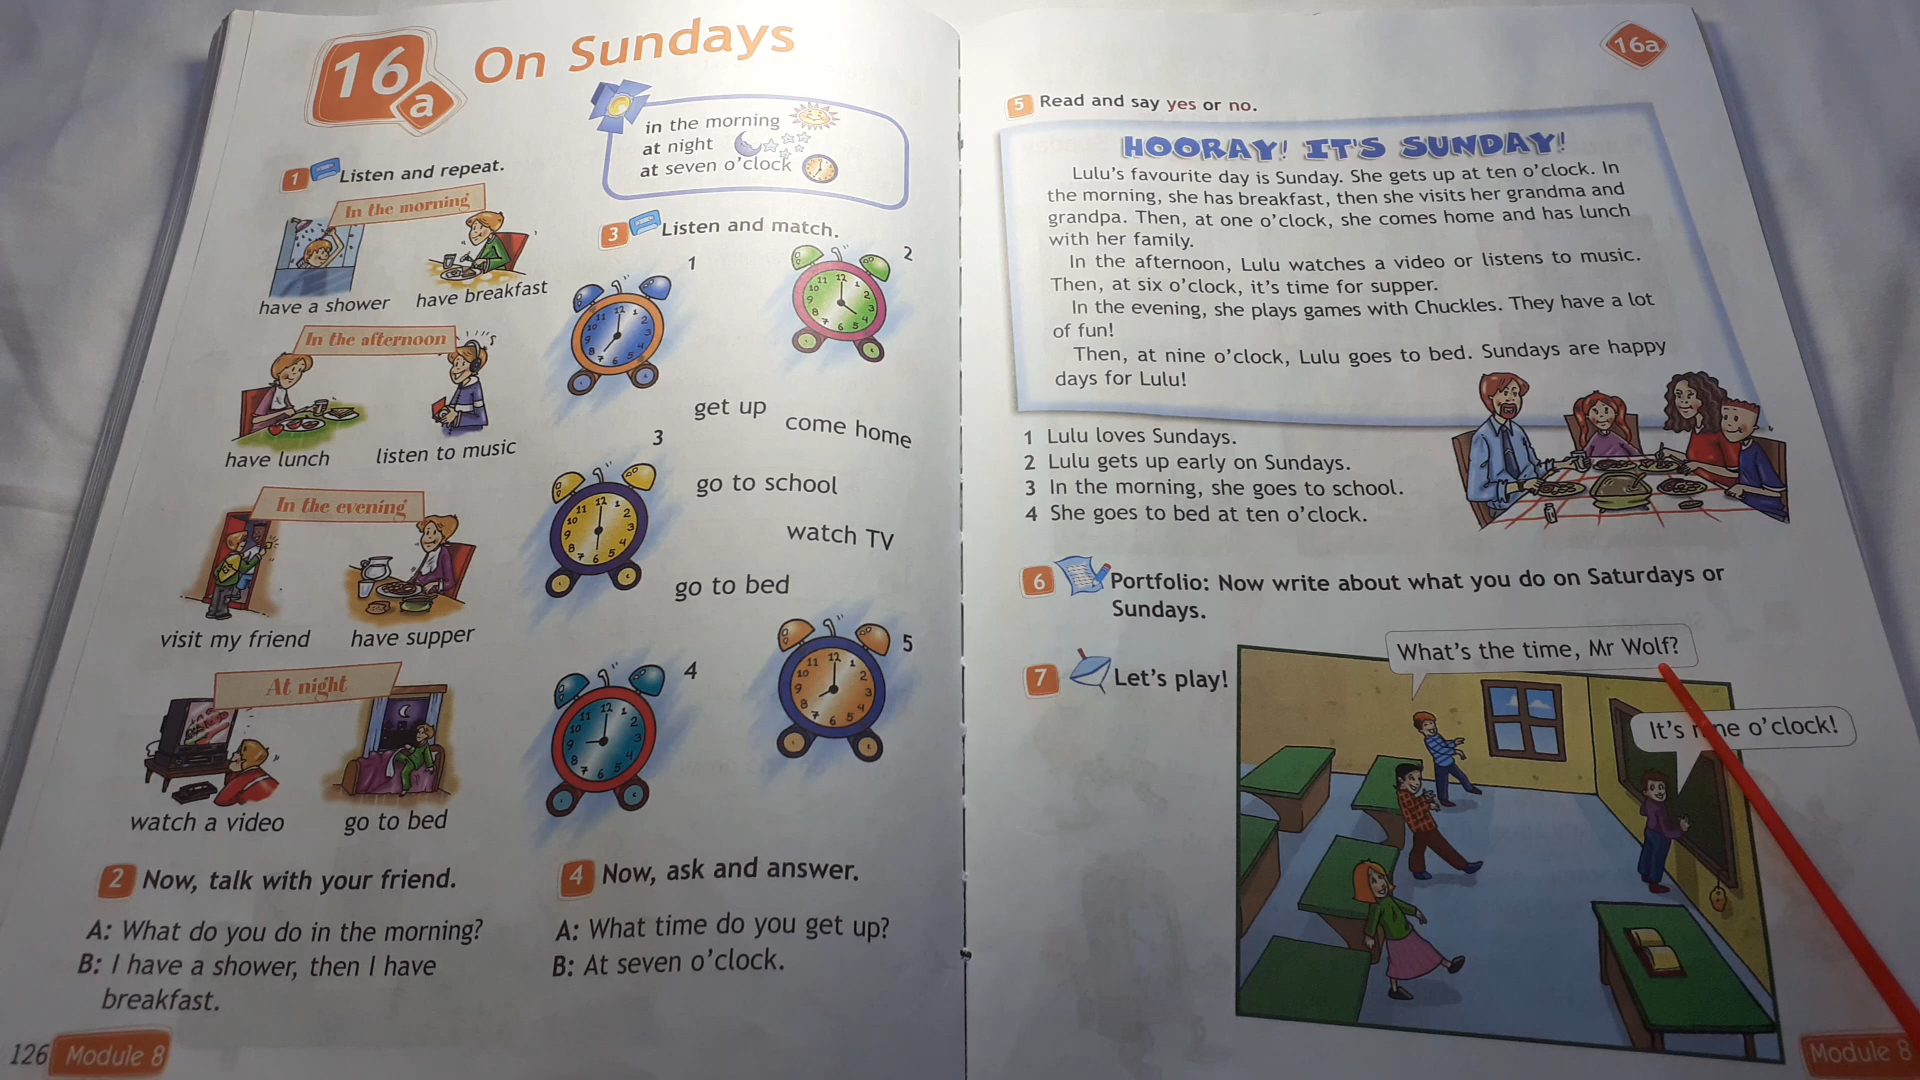 16
a
On Sundays
in the morning
at night
at seven o'clock
1 Listen and repeat.
In the morning
have a shower
have breakfast
In the afternoon
have lunch
listen to music
In the evening
visit my friend
have supper
At night
watch a video
go to bed
2 Now, talk with your friend.
A: What do you do in the morning?
B: I have a shower, then I have
breakfast.
3 Listen and match.
1
2
get up
come home
3
go to school
watch TV
go to bed
4
5
4 Now, ask and answer.
A: What time do you get up?
B: At seven o'clock.
126 Module 8
16a
5 Read and say yes or no.
HOORAY! IT'S SUNDAY!
Lulu's favourite day is Sunday. She gets up at ten o'clock. In
the morning, she has breakfast, then she visits her grandma and
grandpa. Then, at one o'clock, she comes home and has lunch
with her family.
In the afternoon, Lulu watches a video or listens to music.
Then, at six o'clock, it's time for supper.
In the evening, she plays games with Chuckles. They have a lot
of fun!
Then, at nine o'clock, Lulu goes to bed. Sundays are happy
days for Lulu!
1 Lulu loves Sundays.
2 Lulu gets up early on Sundays.
3 In the morning, she goes to school.
4 She goes to bed at ten o'clock.
6 Portfolio: Now write about what you do on Saturdays or
Sundays.
7 Let's play!
What's the time, Mr Wolf?
It's nine o'clock!
Module 8